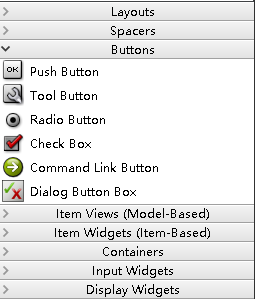 Layouts
Spacers
Buttons
OK Push Button
Tool Button
Radio Button
Check Box
Command Link Button
Dialog Button Box
Item Views (Model-Based)
Item Widgets (Item-Based)
Containers
Input Widgets
Display Widgets